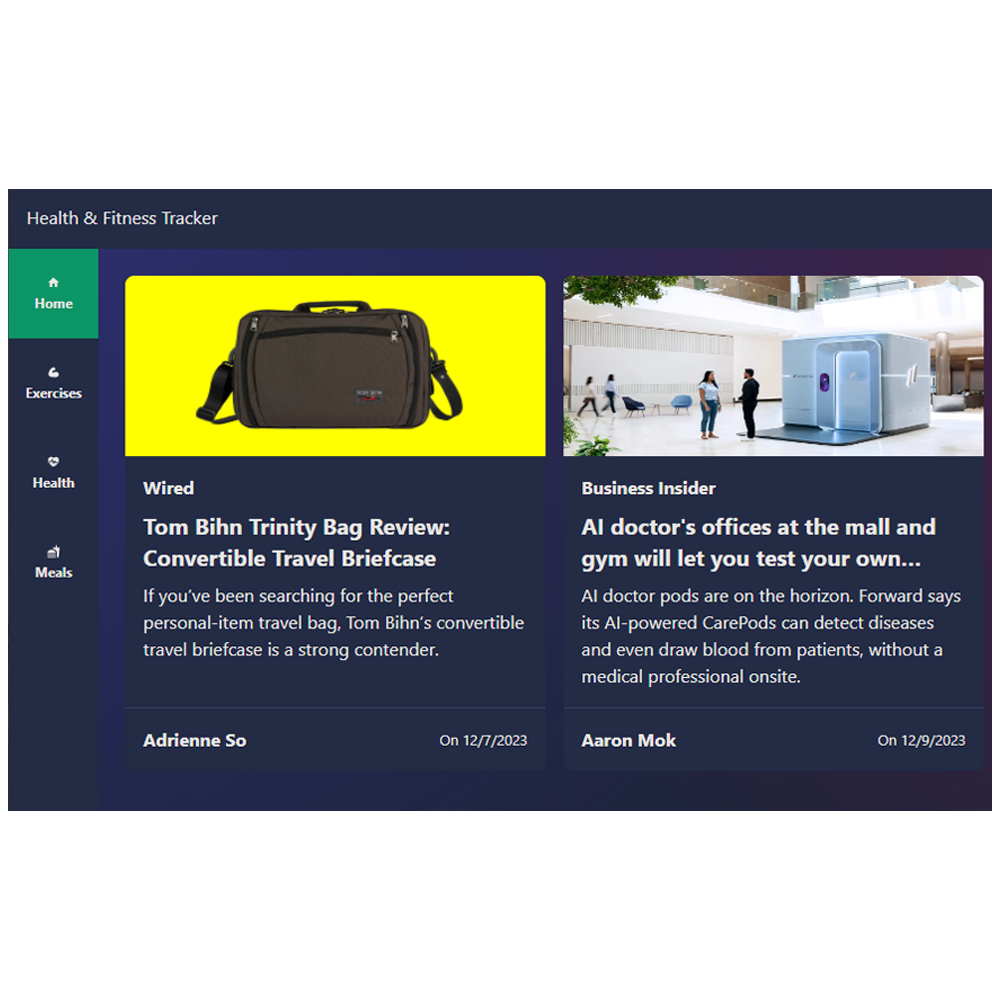 Health & Fitness Tracker
Home
Exercises
Health
Meals
Wired
Tom Bihn Trinity Bag Review:
Convertible Travel Briefcase
If you’ve been searching for the perfect
personal-item travel bag, Tom Bihn’s convertible
travel briefcase is a strong contender.
Adrienne So
On 12/7/2023
Business Insider
AI doctor's offices at the mall and
gym will let you test your own...
AI doctor pods are on the horizon. Forward says
its AI-powered CarePods can detect diseases
and even draw blood from patients, without a
medical professional onsite.
Aaron Mok
On 12/9/2023